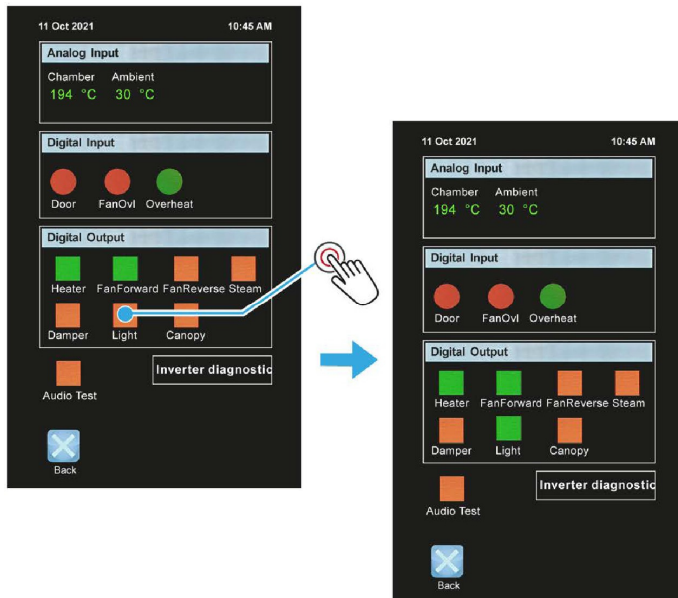 11 Oct 2021 10:45 AM
Analog Input
Chamber Ambient
194 °C 30 °C
Digital Input
Door FanOvl Overheat
Digital Output
Heater FanForward FanReverse Steam
Damper Light Canopy
Inverter diagnostic
Audio Test
Back
11 Oct 2021 10:45 AM
Analog Input
Chamber Ambient
194 °C 30 °C
Digital Input
Door FanOvl Overheat
Digital Output
Heater FanForward FanReverse Steam
Damper Light Canopy
Inverter diagnostic
Audio Test
Back